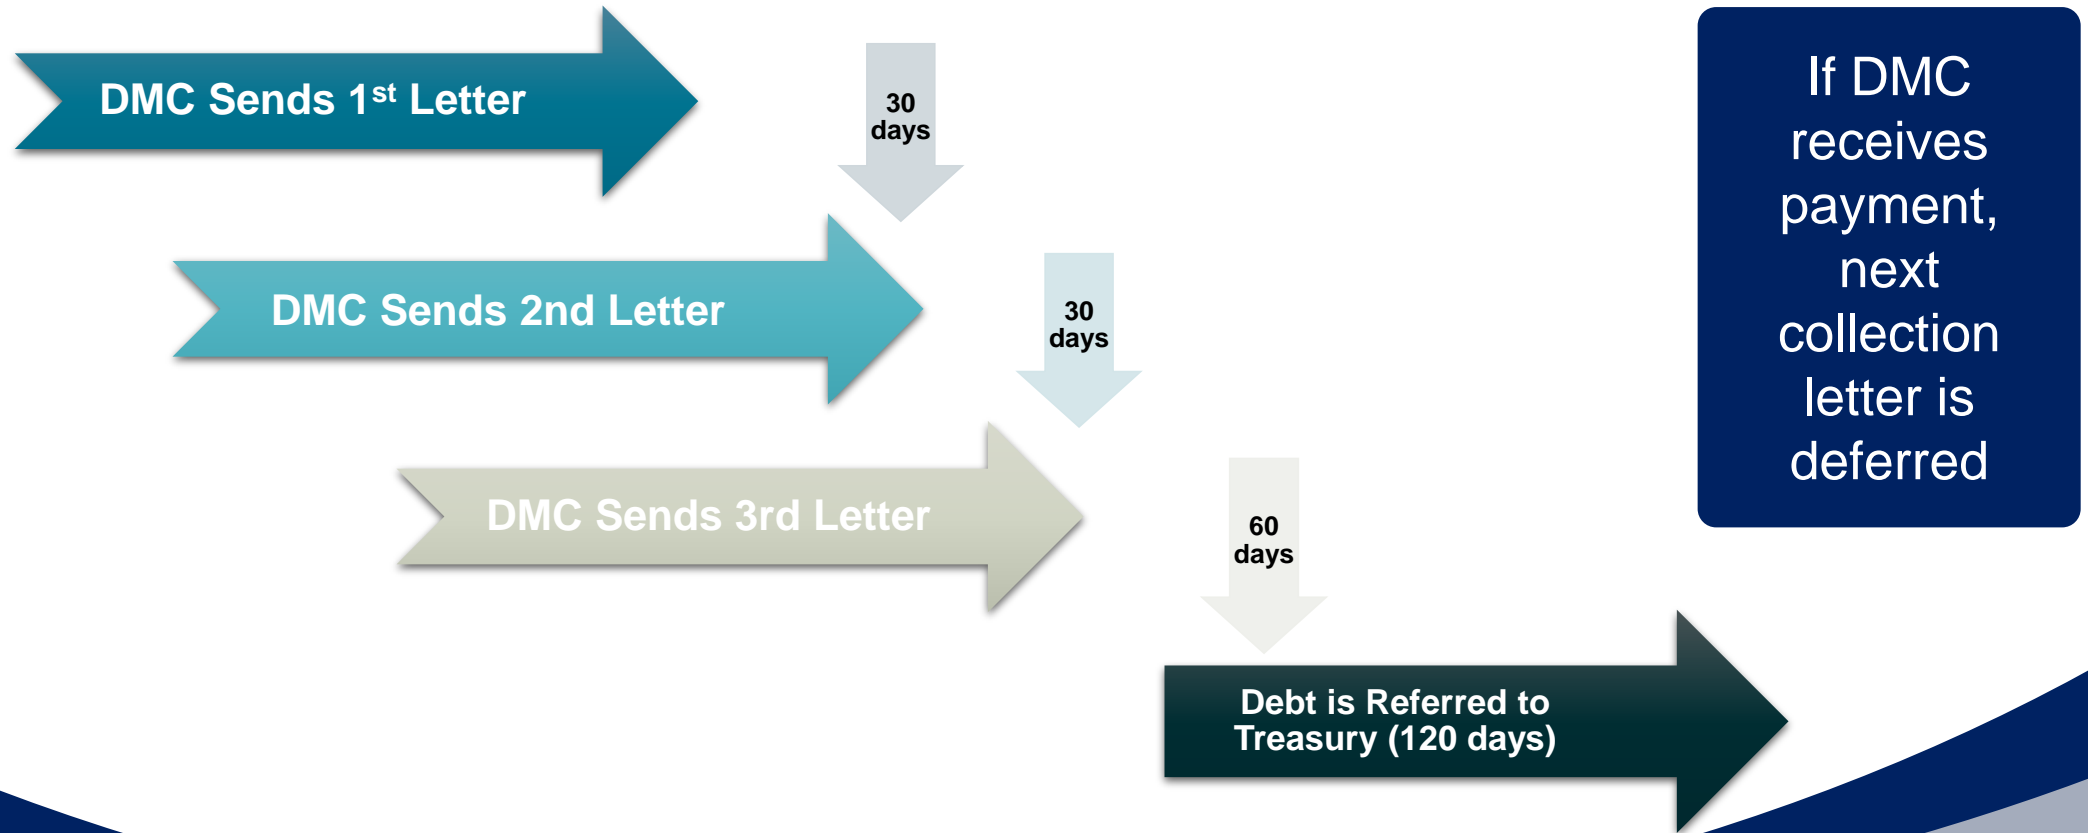 DMC Sends 1st Letter
30
days
DMC Sends 2nd Letter
30
days
DMC Sends 3rd Letter
60
days
Debt is Referred to
Treasury (120 days)
If DMC
receives
payment,
next
collection
letter is
deferred